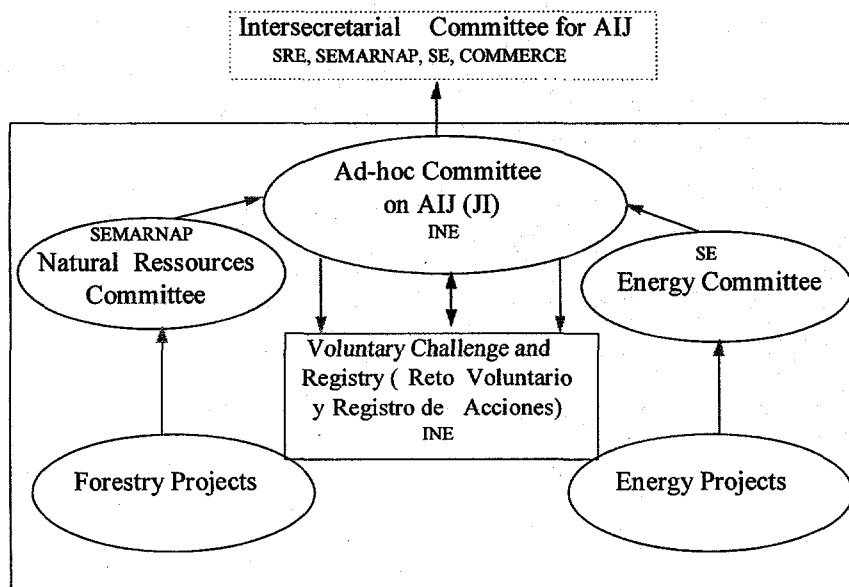 Intersecretarial Committee for AIJ
SRE, SEMARNAP, SE, COMMERCE
Ad-hoc Committee
on AIJ (JI)
INE
SEMARNAP
Natural Ressources
Committee
SE
Energy Committee
Voluntary Challenge and
Registry ( Reto Voluntario
y Registro de Acciones)
INE
Forestry Projects
Energy Projects